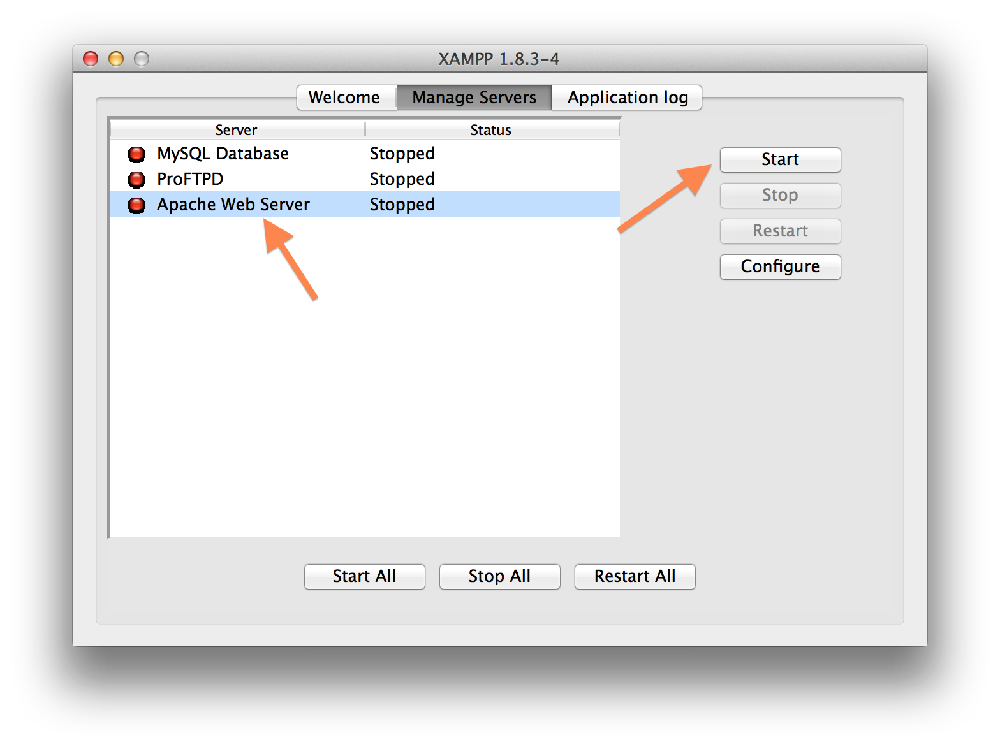 XAMPP 1.8.3-4
Welcome Manage Servers Application log
Server Status
MySQL Database Stopped
ProFTPD Stopped
Apache Web Server Stopped
Start
Stop
Restart
Configure
Start All Stop All Restart All